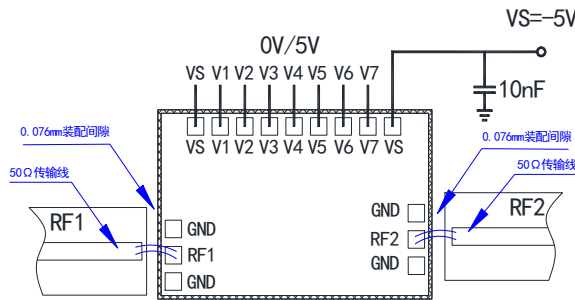 VS=-5V
0V/5V
VS V1 V2 V3 V4 V5 V6 V7
10nF
VS V1 V2 V3 V4 V5 V6 V7 VS
0.076mm装配间隙
0.076mm装配间隙
50Ω传输线
50Ω传输线
RF1
GND
RF1
GND
GND
RF2
GND
RF2